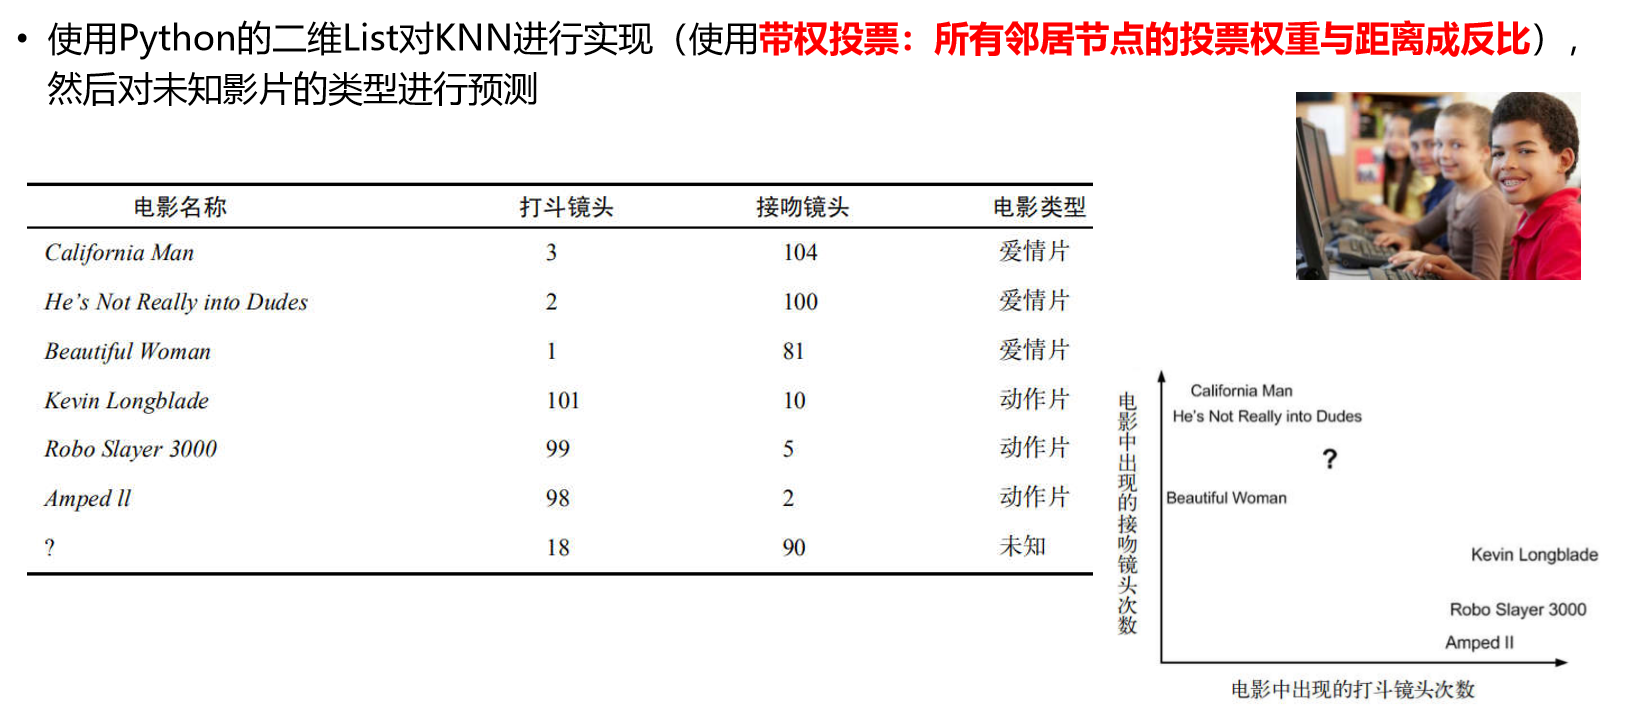 • 使用Python的二维List对KNN进行实现（使用带权投票：所有邻居节点的投票权重与距离成反比），
然后对未知影片的类型进行预测
电影名称 打斗镜头 接吻镜头 电影类型
California Man 3 104 爱情片
He's Not Really into Dudes 2 100 爱情片
Beautiful Woman 1 81 爱情片
Kevin Longblade 101 10 动作片
Robo Slayer 3000 99 5 动作片
Amped ll 98 2 动作片
? 18 90 未知
电影中出现的接吻镜头次数
California Man
He's Not Really into Dudes
?
Beautiful Woman
Kevin Longblade
Robo Slayer 3000
Amped II
电影中出现的打斗镜头次数